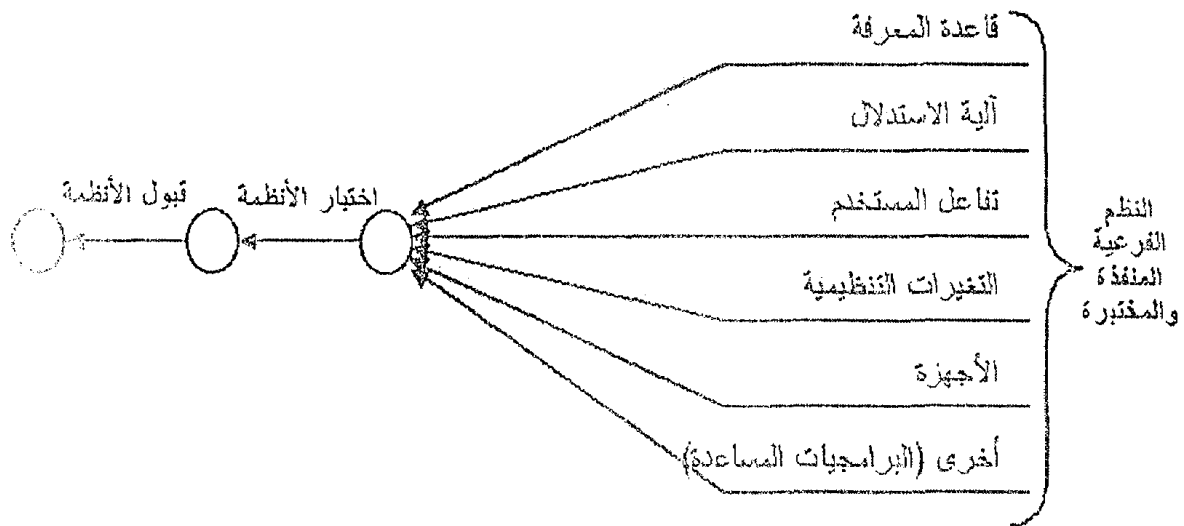 قاعدة المعرفة
آلية الاستدلال
تفاعل المستخدم
التغيرات التنظيمية
الأجهزة
أخرى (البرامجيات المساعدة)
النظم
الفرعية
المنفذة
والمختبرة
اختبار الأنظمة
قبول الأنظمة